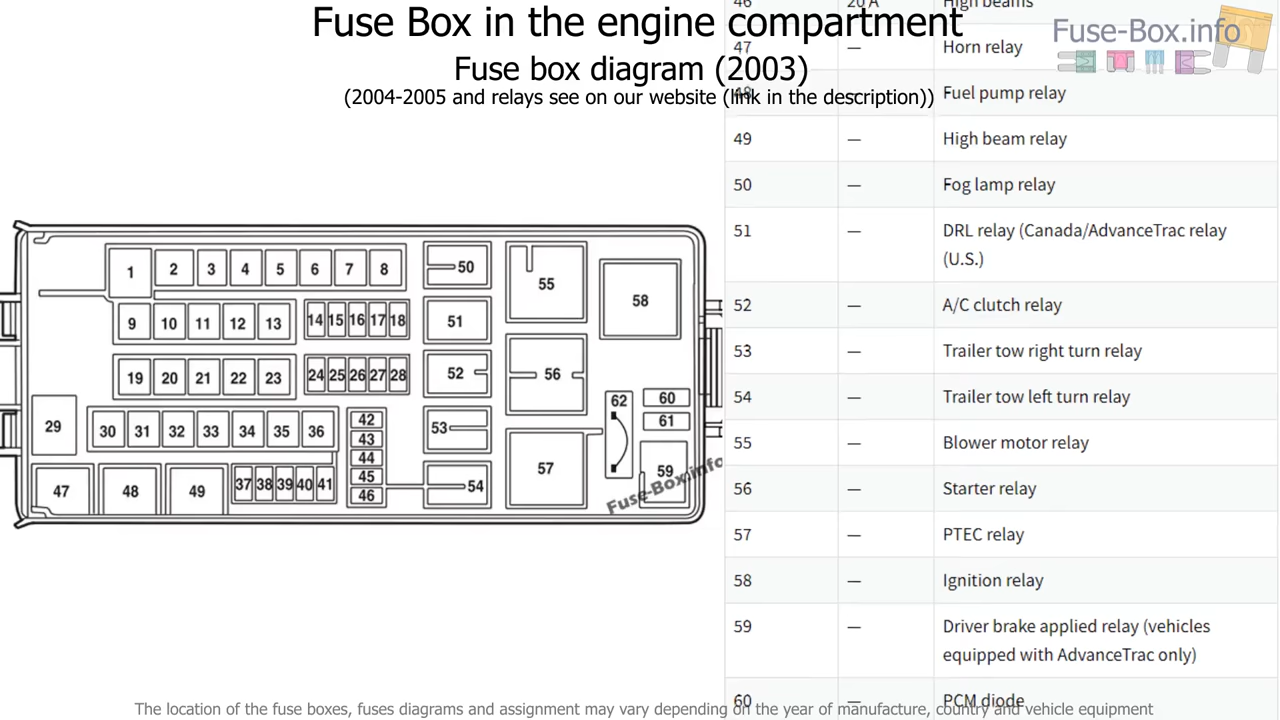 Fuse Box in the engine compartment
Fuse box diagram (2003)
(2004-2005 and relays see on our website (link in the description))
Fuse-Box.info
46 20 A High beams
47 — Horn relay
48 — Fuel pump relay
49 — High beam relay
50 — Fog lamp relay
51 — DRL relay (Canada/AdvanceTrac relay
(U.S.)
52 — A/C clutch relay
53 — Trailer tow right turn relay
54 — Trailer tow left turn relay
55 — Blower motor relay
56 — Starter relay
57 — PTEC relay
58 — Ignition relay
59 — Driver brake applied relay (vehicles
equipped with AdvanceTrac only)
60 — PCM diode
1 2 3 4 5 6 7 8 50 55 58
9 10 11 12 13 14 15 16 17 18 51
19 20 21 22 23 24 25 26 27 28 52 56
29 30 31 32 33 34 35 36 42 43 44 45 46 53 62 60 61
47 48 49 37 38 39 40 41 54 57 59
Fuse-Box.info
The location of the fuse boxes, fuses diagrams and assignment may vary depending on the year of manufacture, country and vehicle equipment